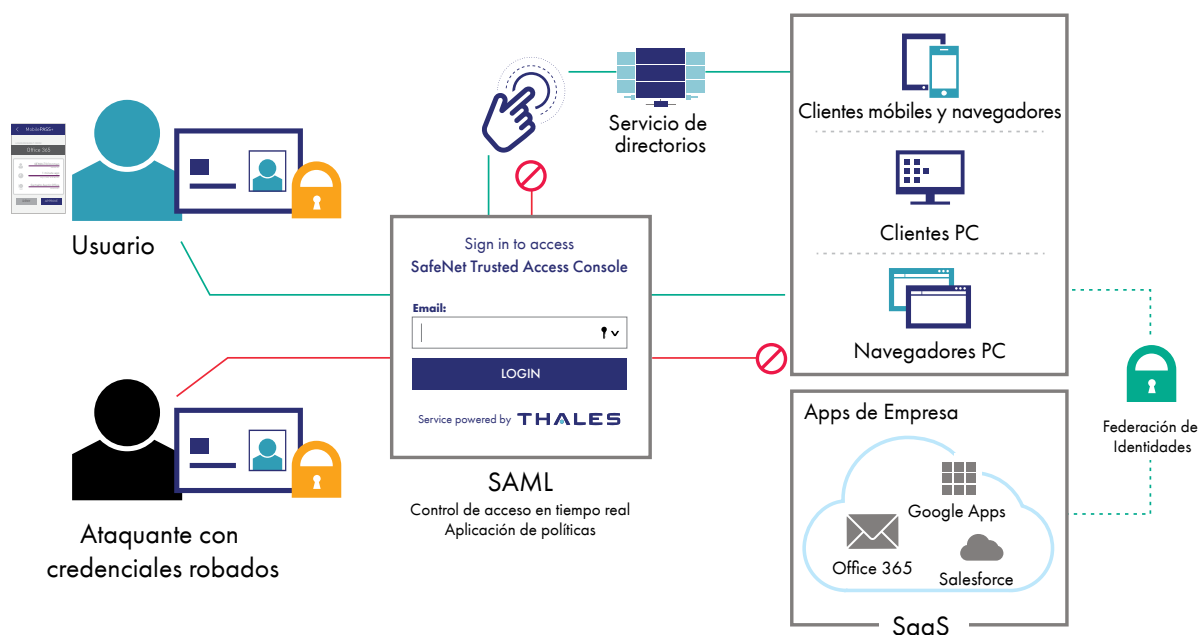 MobilePASS+
Office 365
Usuario
Ataquante con
credenciales robados
Sign in to access
SafeNet Trusted Access Console
Email:
LOGIN
Service powered by THALES
SAML
Control de acceso en tiempo real
Aplicación de políticas
Servicio de
directorios
Clientes móbiles y navegadores
Clientes PC
Navegadores PC
Federación de
Identidades
Apps de Empresa
Google Apps
Office 365
Salesforce
SaaS